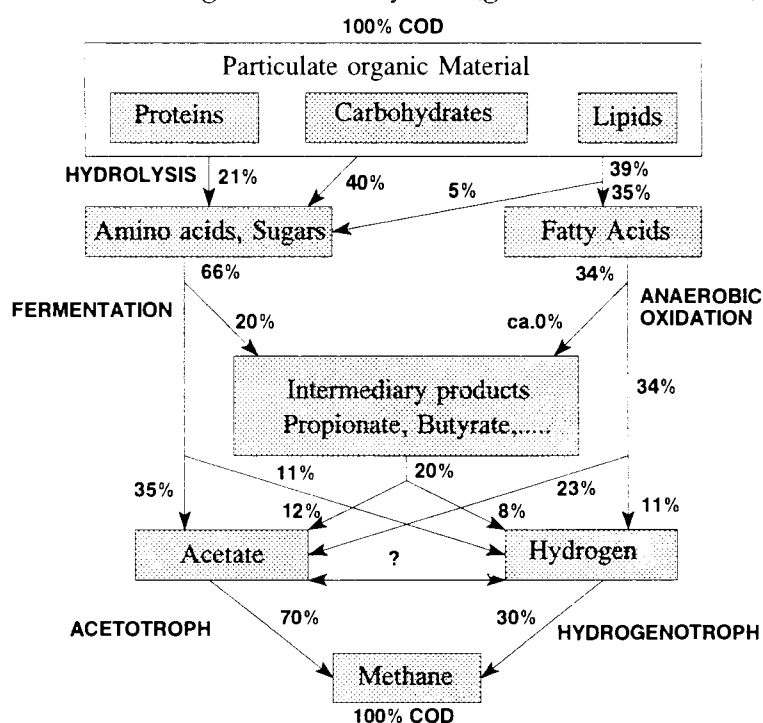 100% COD
Particulate organic Material
Proteins
Carbohydrates
Lipids
HYDROLYSIS
21%
40%
5%
39%
35%
Amino acids, Sugars
Fatty Acids
66%
34%
FERMENTATION
ANAEROBIC
OXIDATION
20%
ca.0%
Intermediary products
Propionate, Butyrate,.....
34%
11%
20%
35%
12%
8%
23%
11%
Acetate
?
Hydrogen
ACETOTROPH
70%
30%
HYDROGENOTROPH
Methane
100% COD